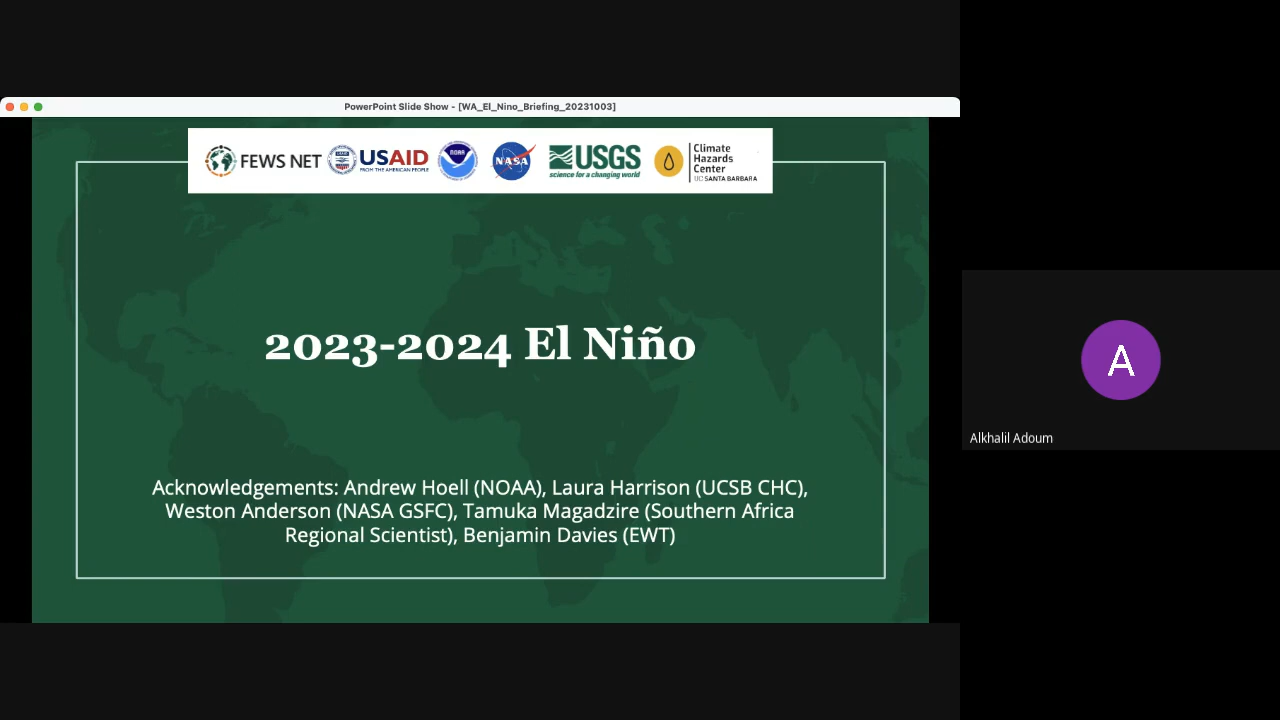 PowerPoint Slide Show - [WA_El_Nino_Briefing_20231003]
FEWS NET
USAID
FROM THE AMERICAN PEOPLE
NOAA
NASA
USGS
science for a changing world
Climate
Hazards
Center
UC SANTA BARBARA
2023-2024 El Niño
Acknowledgements: Andrew Hoell (NOAA), Laura Harrison (UCSB CHC),
Weston Anderson (NASA GSFC), Tamuka Magadzire (Southern Africa
Regional Scientist), Benjamin Davies (EWT)
A
Alkhalil Adoum